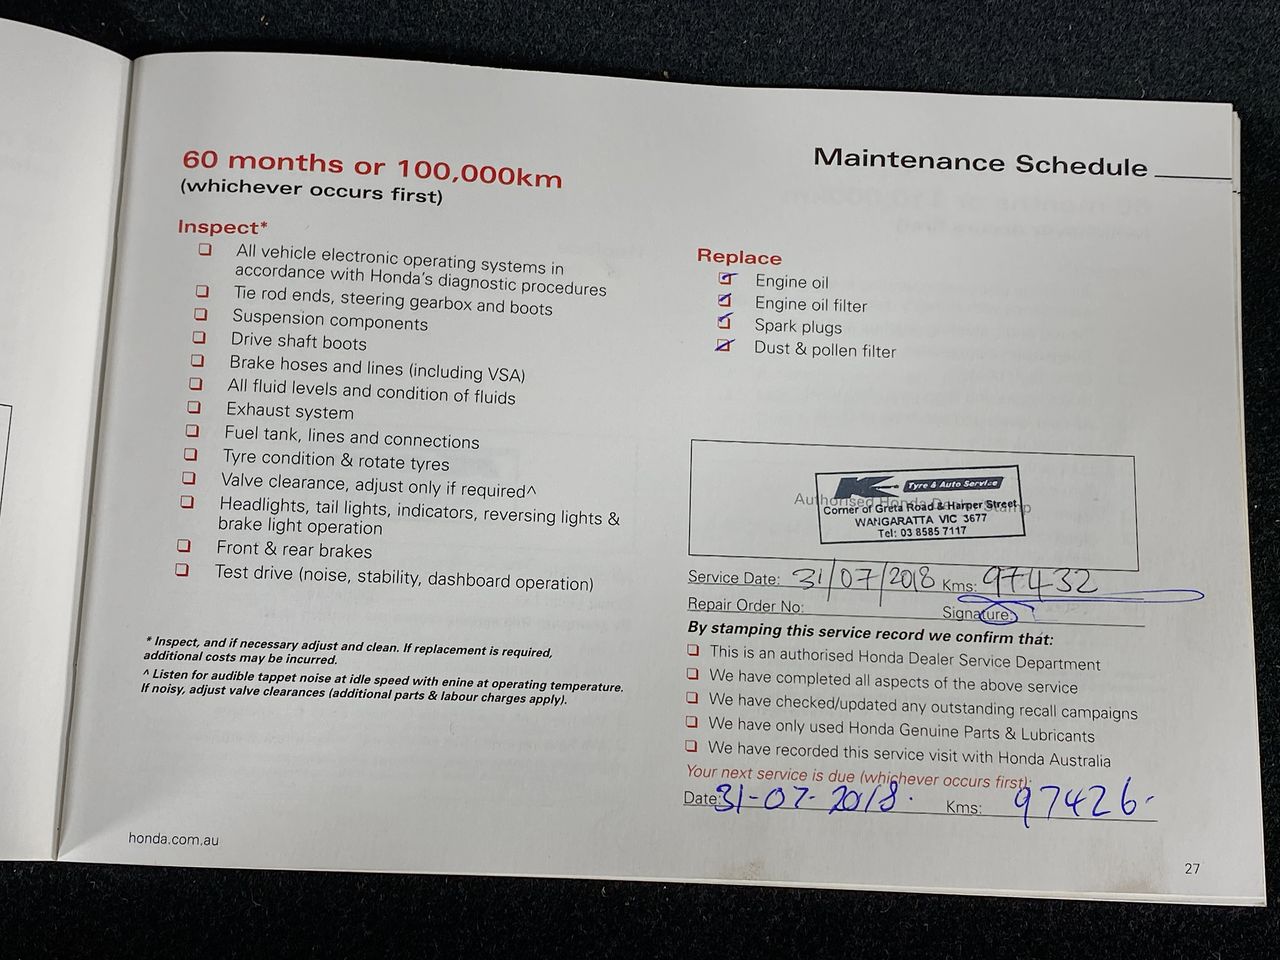 Maintenance Schedule
60 months or 100,000km
(whichever occurs first)
Inspect*
All vehicle electronic operating systems in
accordance with Honda's diagnostic procedures
Tie rod ends, steering gearbox and boots
Suspension components
Drive shaft boots
Brake hoses and lines (including VSA)
All fluid levels and condition of fluids
Exhaust system
Fuel tank, lines and connections
Tyre condition & rotate tyres
Valve clearance, adjust only if required^
Headlights, tail lights, indicators, reversing lights &
brake light operation
Front & rear brakes
Test drive (noise, stability, dashboard operation)
* Inspect, and if necessary adjust and clean. If replacement is required,
additional costs may be incurred.
^ Listen for audible tappet noise at idle speed with enine at operating temperature.
If noisy, adjust valve clearances (additional parts & labour charges apply).
honda.com.au
Replace
Engine oil
Engine oil filter
Spark plugs
Dust & pollen filter
Tyre & Auto Service
Corner of Greta Road & Harper Street
WANGARATTA VIC 3677
Tel: 03 8585 7117
Service Date: 31/07/2018 Kms: 97432
Repair Order No: Signature:
By stamping this service record we confirm that:
This is an authorised Honda Dealer Service Department
We have completed all aspects of the above service
We have checked/updated any outstanding recall campaigns
We have only used Honda Genuine Parts & Lubricants
We have recorded this service visit with Honda Australia
Your next service is due (whichever occurs first):
Date: 31-07-2018. Kms: 97426-
27